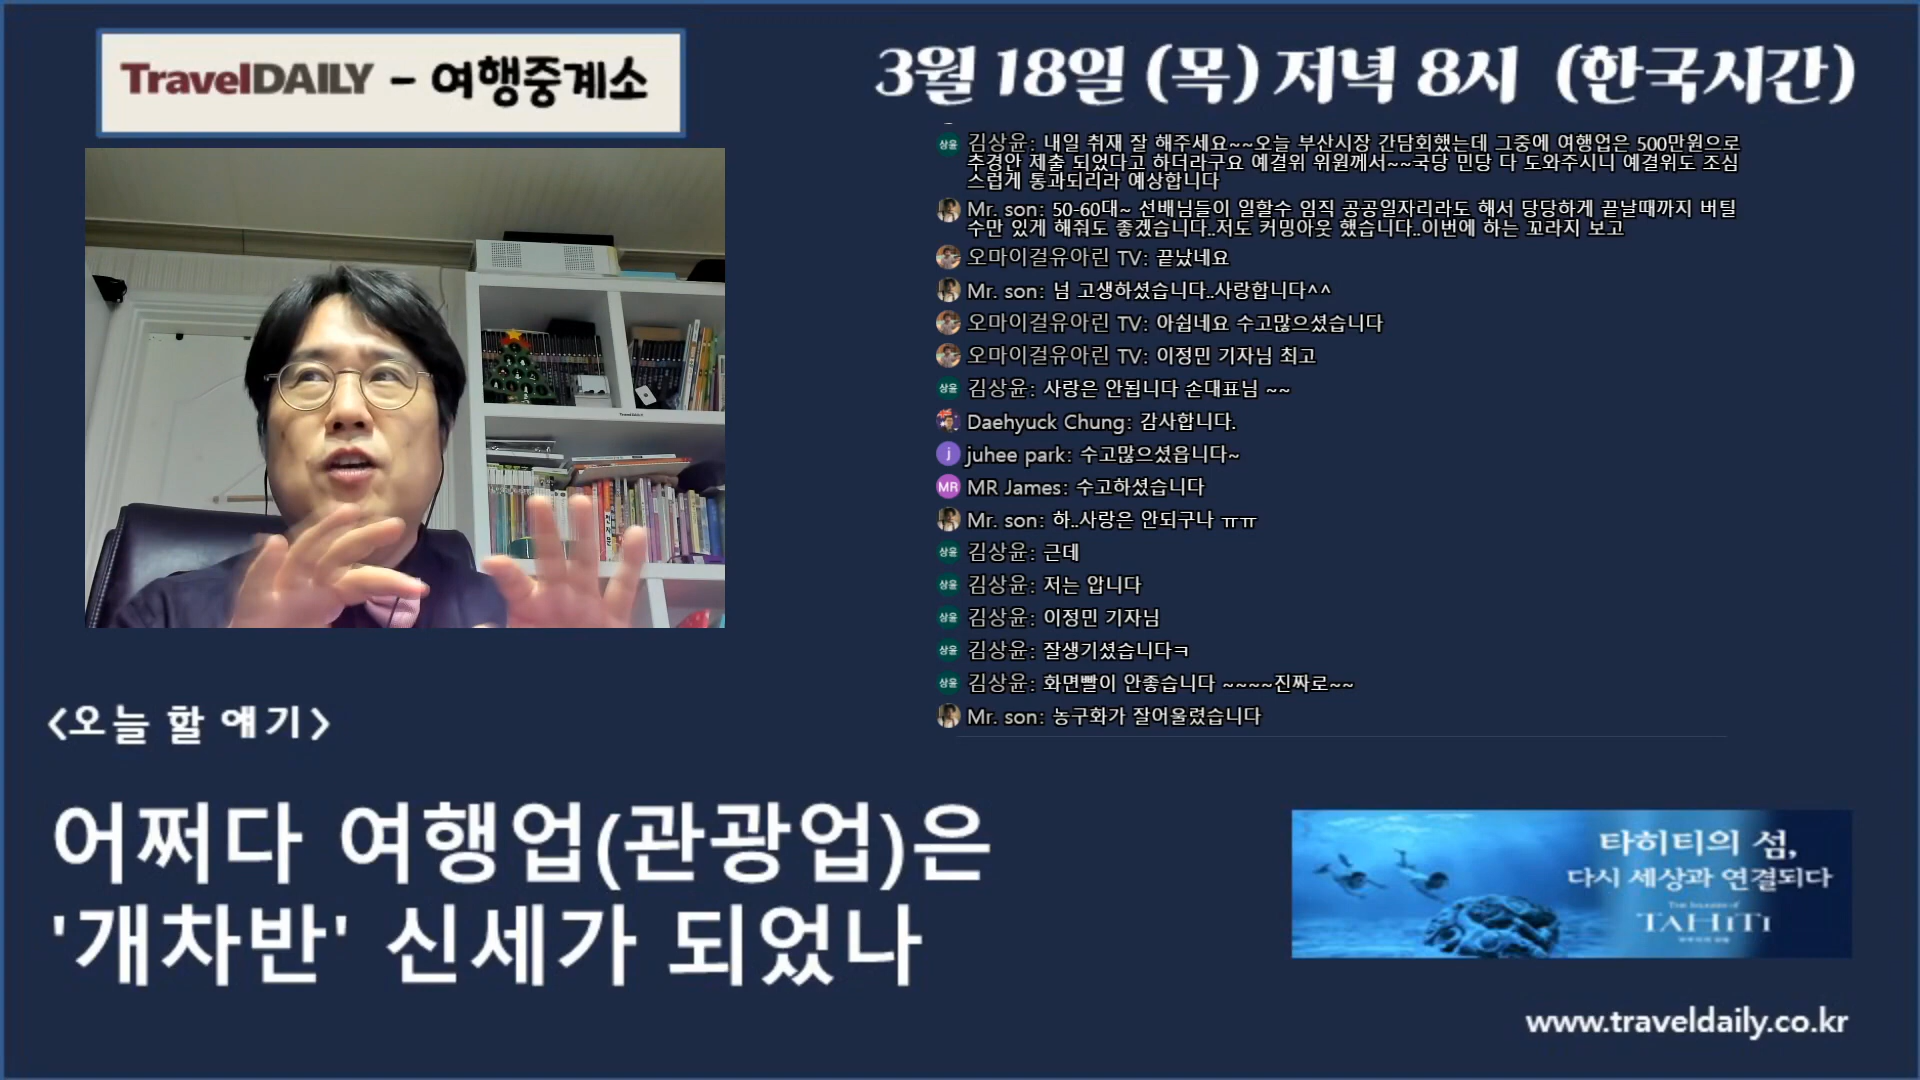 TravelDAILY - 여행중계소
3월 18일 (목) 저녁 8시 (한국시간)
상윤 김상윤: 내일 취재 잘 해주세요~~오늘 부산시장 간담회했는데 그중에 여행업은 500만원으로
추경안 제출 되었다고 하더라구요 예결위 위원께서~~국당 민당 다 도와주시니 예결위도 조심
스럽게 통과되리라 예상합니다
Mr. son: 50-60대~ 선배님들이 일할수 임직 공공일자리라도 해서 당당하게 끝날때까지 버틸
수만 있게 해줘도 좋겠습니다..저도 커밍아웃 했습니다..이번에 하는 꼬라지 보고
오마이걸유아린 TV: 끝났네요
Mr. son: 넘 고생하셨습니다..사랑합니다^^
오마이걸유아린 TV: 아쉽네요 수고많으셨습니다
오마이걸유아린 TV: 이정민 기자님 최고
상윤 김상윤: 사랑은 안됩니다 손대표님 ~~
Daehyuck Chung: 감사합니다.
j juhee park: 수고많으셨읍니다~
MR MR James: 수고하셨습니다
Mr. son: 하..사랑은 안되구나 ㅠㅠ
상윤 김상윤: 근데
상윤 김상윤: 저는 압니다
상윤 김상윤: 이정민 기자님
상윤 김상윤: 잘생기셨습니다ㅋ
상윤 김상윤: 화면빨이 안좋습니다 ~~~~진짜로~~
Mr. son: 농구화가 잘어울렸습니다
<오늘 할 얘기>
어쩌다 여행업(관광업)은
'개차반' 신세가 되었나
타히티의 섬,
다시 세상과 연결되다
The Islands of
TAHITI
www.traveldaily.co.kr